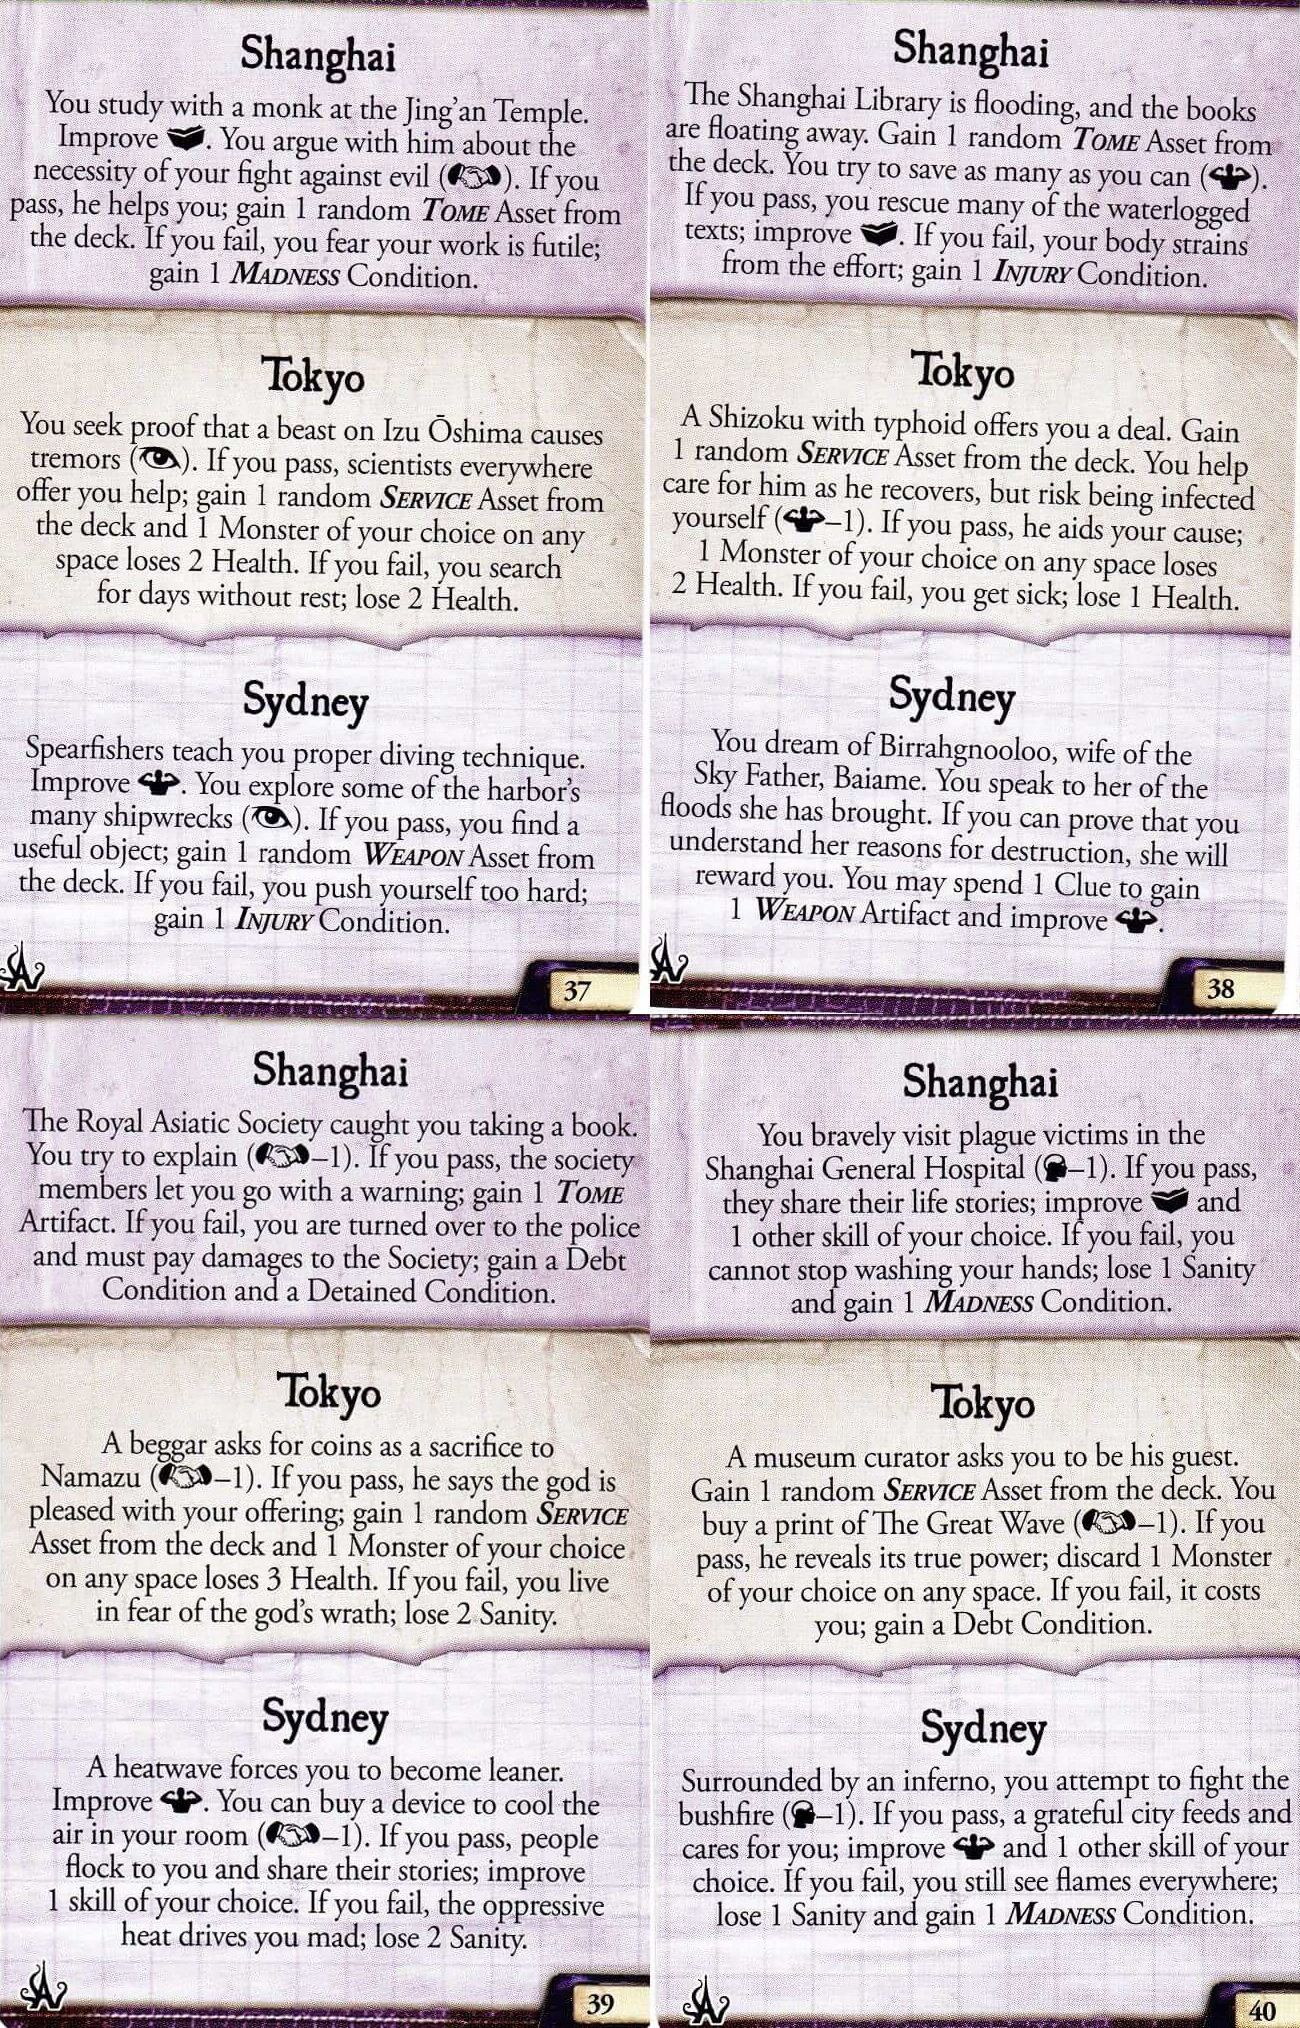 Shanghai
You study with a monk at the Jing'an Temple.
Improve . You argue with him about the
necessity of your fight against evil ( ). If you
pass, he helps you; gain 1 random TOME Asset from
the deck. If you fail, you fear your work is futile;
gain 1 MADNESS Condition.
Tokyo
You seek proof that a beast on Izu Ōshima causes
tremors ( ). If you pass, scientists everywhere
offer you help; gain 1 random SERVICE Asset from
the deck and 1 Monster of your choice on any
space loses 2 Health. If you fail, you search
for days without rest; lose 2 Health.
Sydney
Spearfishers teach you proper diving technique.
Improve . You explore some of the harbor's
many shipwrecks ( ). If you pass, you find a
useful object; gain 1 random WEAPON Asset from
the deck. If you fail, you push yourself too hard;
gain 1 INJURY Condition.
37
Shanghai
The Shanghai Library is flooding, and the books
are floating away. Gain 1 random TOME Asset from
the deck. You try to save as many as you can ( ).
If you pass, you rescue many of the waterlogged
texts; improve . If you fail, your body strains
from the effort; gain 1 INJURY Condition.
Tokyo
A Shizoku with typhoid offers you a deal. Gain
1 random SERVICE Asset from the deck. You help
care for him as he recovers, but risk being infected
yourself ( –1). If you pass, he aids your cause;
1 Monster of your choice on any space loses
2 Health. If you fail, you get sick; lose 1 Health.
Sydney
You dream of Birrahgnooloo, wife of the
Sky Father, Baiame. You speak to her of the
floods she has brought. If you can prove that you
understand her reasons for destruction, she will
reward you. You may spend 1 Clue to gain
1 WEAPON Artifact and improve .
38
Shanghai
The Royal Asiatic Society caught you taking a book.
You try to explain ( –1). If you pass, the society
members let you go with a warning; gain 1 TOME
Artifact. If you fail, you are turned over to the police
and must pay damages to the Society; gain a Debt
Condition and a Detained Condition.
Tokyo
A beggar asks for coins as a sacrifice to
Namazu ( –1). If you pass, he says the god is
pleased with your offering; gain 1 random SERVICE
Asset from the deck and 1 Monster of your choice
on any space loses 3 Health. If you fail, you live
in fear of the god's wrath; lose 2 Sanity.
Sydney
A heatwave forces you to become leaner.
Improve . You can buy a device to cool the
air in your room ( –1). If you pass, people
flock to you and share their stories; improve
1 skill of your choice. If you fail, the oppressive
heat drives you mad; lose 2 Sanity.
39
Shanghai
You bravely visit plague victims in the
Shanghai General Hospital ( –1). If you pass,
they share their life stories; improve and
1 other skill of your choice. If you fail, you
cannot stop washing your hands; lose 1 Sanity
and gain 1 MADNESS Condition.
Tokyo
A museum curator asks you to be his guest.
Gain 1 random SERVICE Asset from the deck. You
buy a print of The Great Wave ( –1). If you
pass, he reveals its true power; discard 1 Monster
of your choice on any space. If you fail, it costs
you; gain a Debt Condition.
Sydney
Surrounded by an inferno, you attempt to fight the
bushfire ( –1). If you pass, a grateful city feeds and
cares for you; improve and 1 other skill of your
choice. If you fail, you still see flames everywhere;
lose 1 Sanity and gain 1 MADNESS Condition.
40